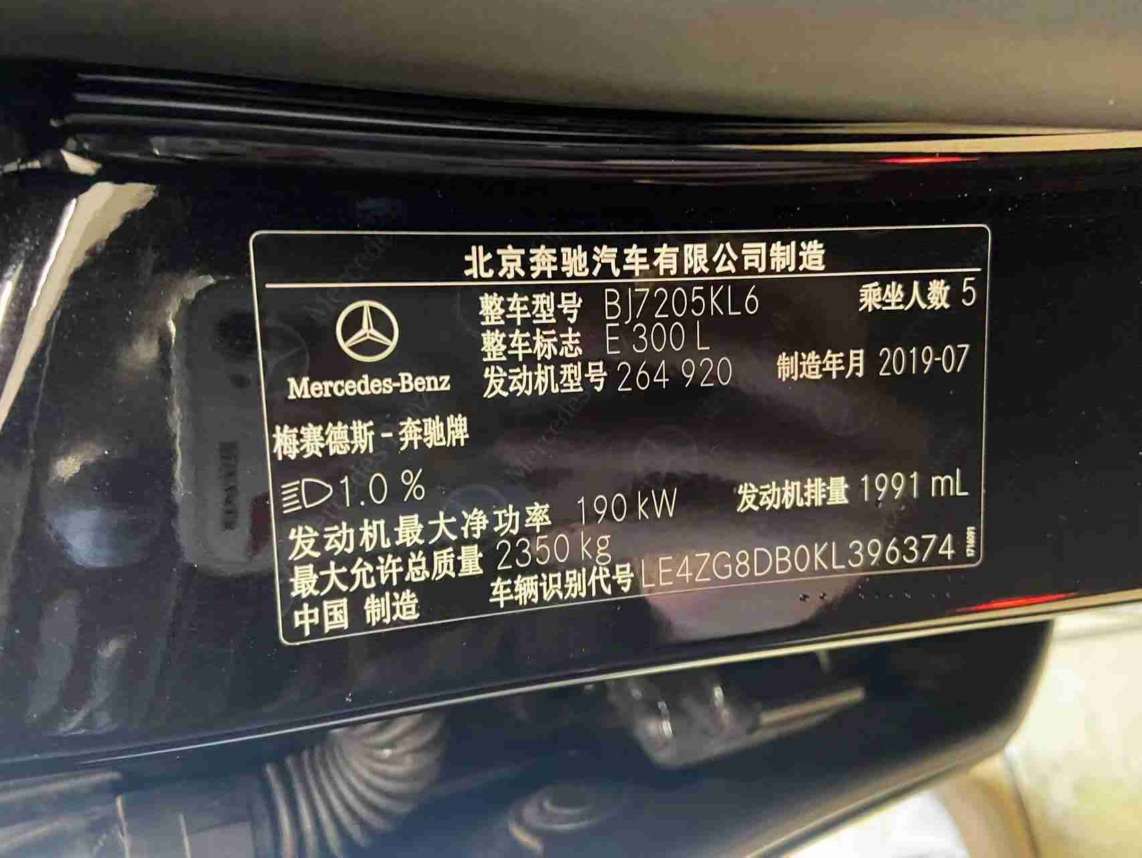 北京奔驰汽车有限公司制造
整车型号 BJ7205KL6 乘坐人数 5
整车标志 E 300 L
Mercedes-Benz 发动机型号 264 920 制造年月 2019-07
梅赛德斯-奔驰牌
1.0 %
发动机最大净功率 190 kW 发动机排量 1991 mL
最大允许总质量 2350 kg
中国 制造 车辆识别代号 LE4ZG8DB0KL396374